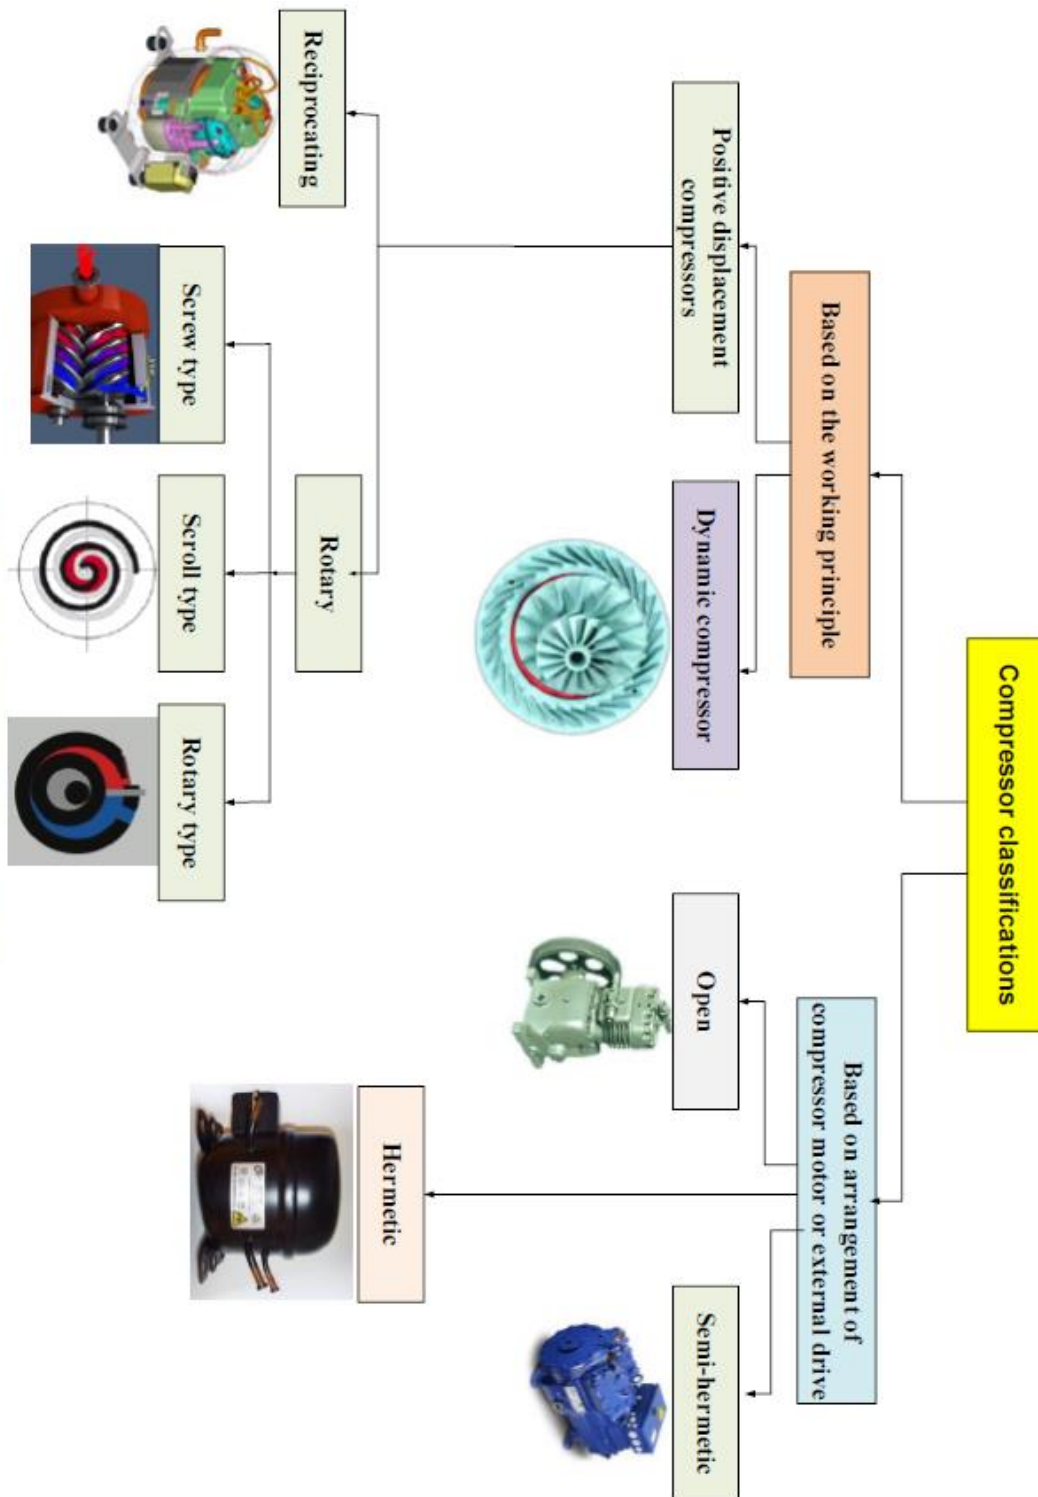 Compressor classifications
Based on the working principle
Based on arrangement of
compressor motor or external drive
Positive displacement
compressors
Dynamic compressor
Open
Semi-hermetic
Reciprocating
Rotary
Hermetic
Screw type
Scroll type
Rotary type